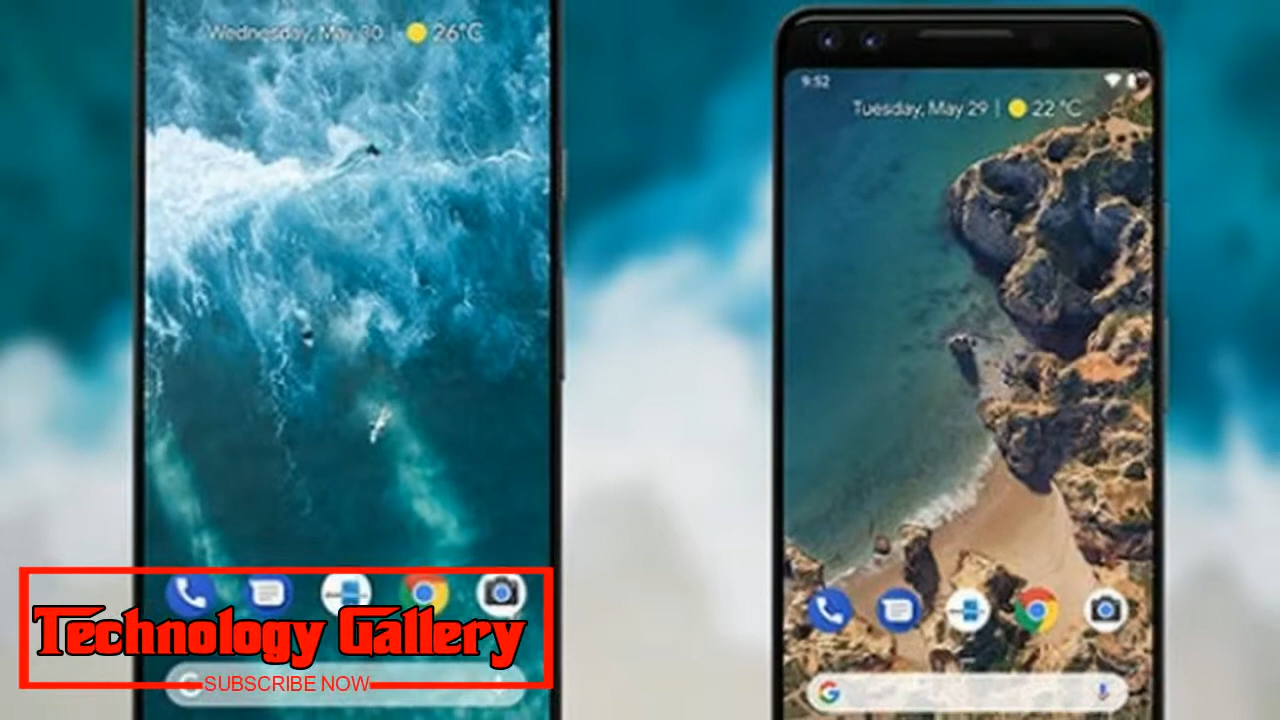 Wednesday, May 30 | 26°C
9:52
Tuesday, May 29 | 22 °C
Technology Gallery
SUBSCRIBE NOW